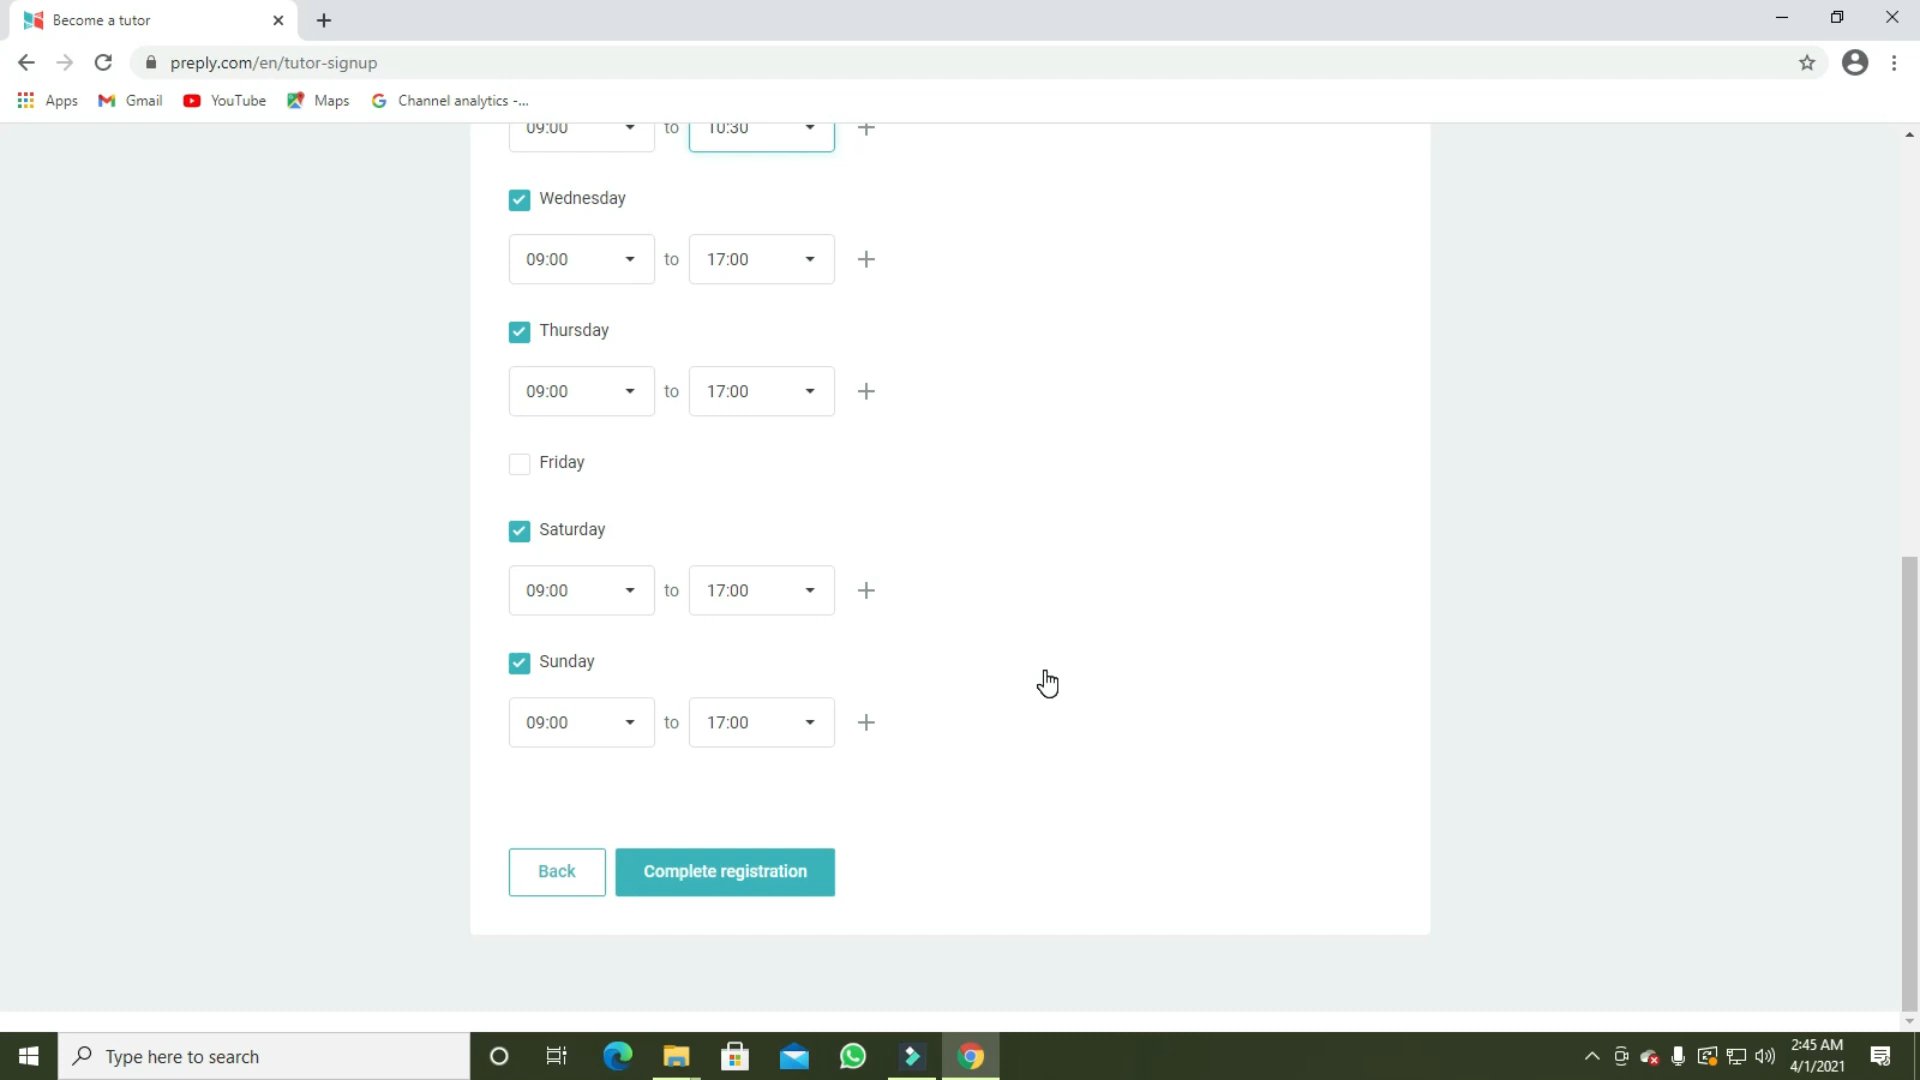 Become a tutor
preply.com/en/tutor-signup
Apps Gmail YouTube Maps Channel analytics -...
09:00 to 10:30 +
Wednesday
09:00 to 17:00 +
Thursday
09:00 to 17:00 +
Friday
Saturday
09:00 to 17:00 +
Sunday
09:00 to 17:00 +
Back Complete registration
Type here to search
2:45 AM
4/1/2021